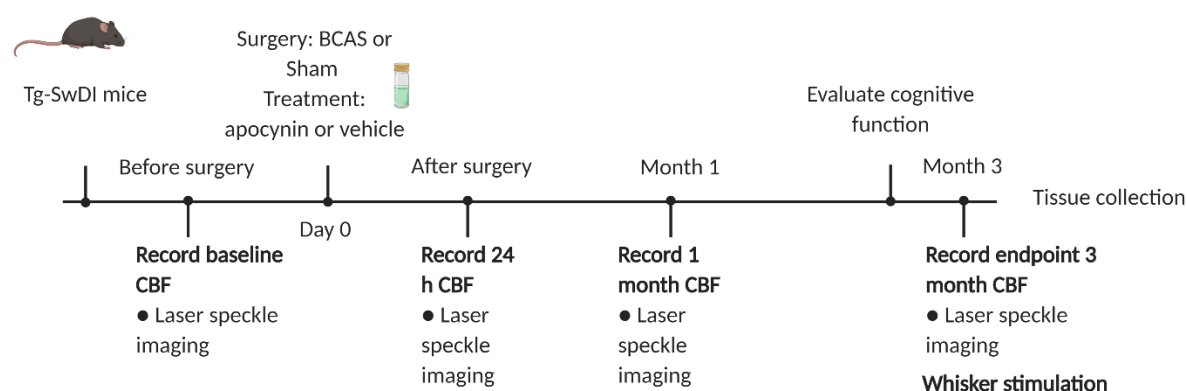 Tg-SwDI mice
Surgery: BCAS or
Sham
Treatment:
apocynin or vehicle
Evaluate cognitive
function
Before surgery
After surgery
Month 1
Month 3
Tissue collection
Day 0
Record baseline
CBF
● Laser speckle
imaging
Record 24
h CBF
● Laser
speckle
imaging
Record 1
month CBF
● Laser
speckle
imaging
Record endpoint 3
month CBF
● Laser speckle
imaging
Whisker stimulation